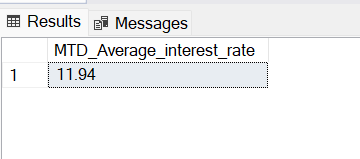 Results Messages
MTD_Average_interest_rate
1 11.94